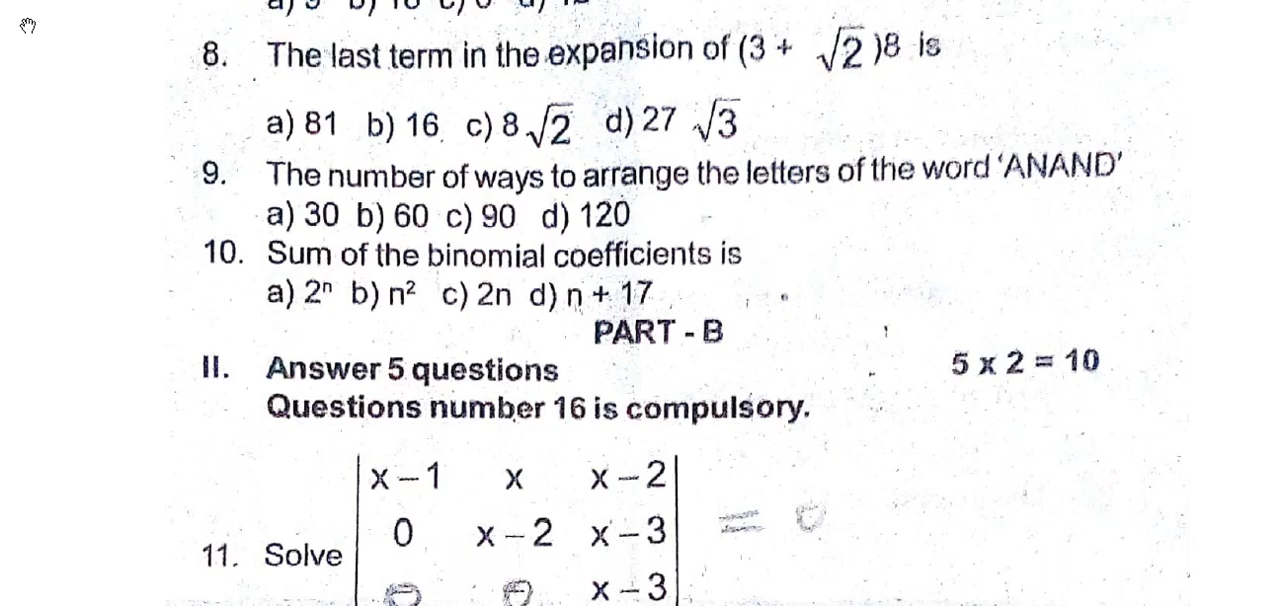 8. The last term in the expansion of (3 + √2 )8 is
a) 81 b) 16 c) 8 √2 d) 27 √3
9. The number of ways to arrange the letters of the word ‘ANAND’
a) 30 b) 60 c) 90 d) 120
10. Sum of the binomial coefficients is
a) 2ⁿ b) n² c) 2n d) n + 17
PART - B
II. Answer 5 questions 5 x 2 = 10
Questions number 16 is compulsory.
x – 1 x x – 2
0 x – 2 x – 3 = 0
11. Solve
0 0 x – 3